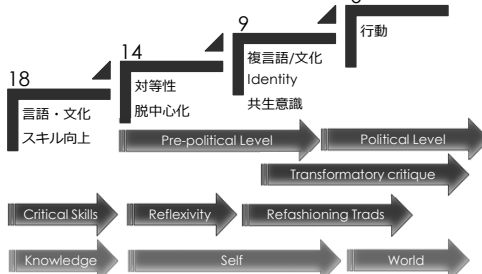 9
行動
14
複言語/文化
Identity
共生意識
18
対等性
脱中心化
言語・文化
スキル向上
Pre-political Level
Political Level
Transformatory critique
Critical Skills
Reflexivity
Refashioning Trads
Knowledge
Self
World